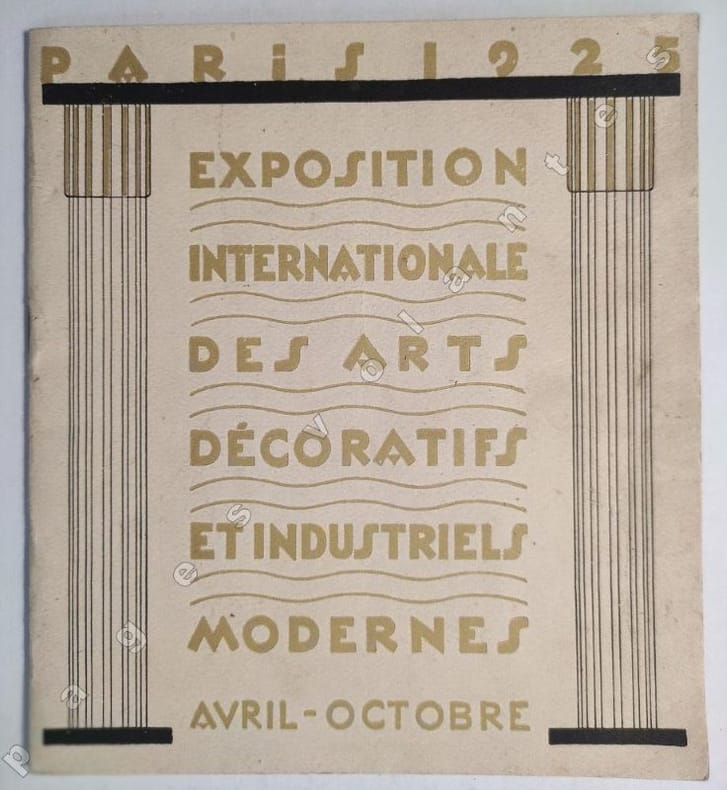 PARiS 1925
EXPOSITION
INTERNATIONALE
DES ARTS
DÉCORATIFS
ET INDUSTRIELS
MODERNES
AVRIL-OCTOBRE
pages volantes